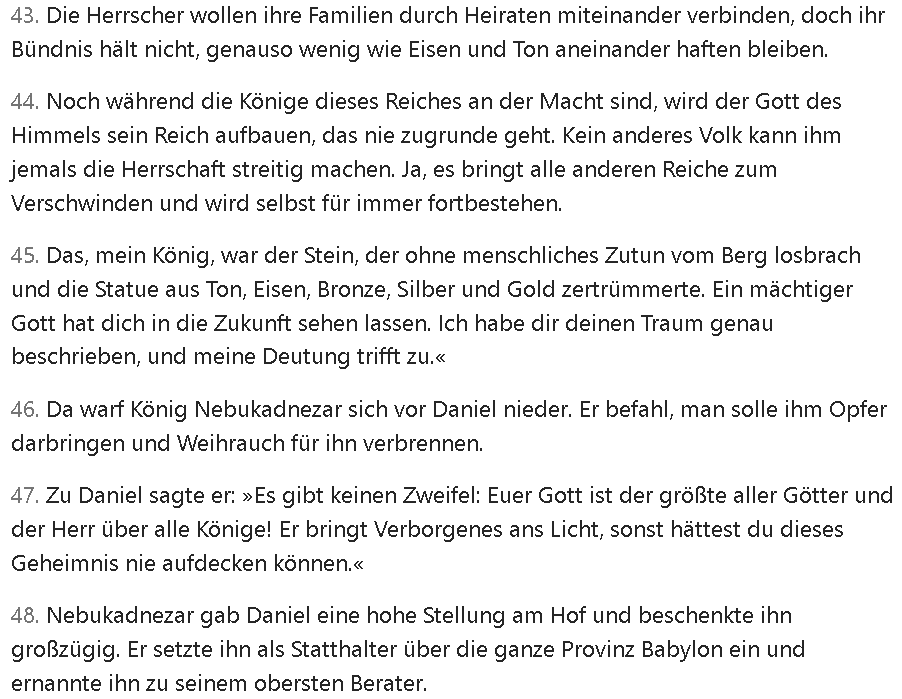 43. Die Herrscher wollen ihre Familien durch Heiraten miteinander verbinden, doch ihr
Bündnis hält nicht, genauso wenig wie Eisen und Ton aneinander haften bleiben.
44. Noch während die Könige dieses Reiches an der Macht sind, wird der Gott des
Himmels sein Reich aufbauen, das nie zugrunde geht. Kein anderes Volk kann ihm
jemals die Herrschaft streitig machen. Ja, es bringt alle anderen Reiche zum
Verschwinden und wird selbst für immer fortbestehen.
45. Das, mein König, war der Stein, der ohne menschliches Zutun vom Berg losbrach
und die Statue aus Ton, Eisen, Bronze, Silber und Gold zertrümmerte. Ein mächtiger
Gott hat dich in die Zukunft sehen lassen. Ich habe dir deinen Traum genau
beschrieben, und meine Deutung trifft zu.«
46. Da warf König Nebukadnezar sich vor Daniel nieder. Er befahl, man solle ihm Opfer
darbringen und Weihrauch für ihn verbrennen.
47. Zu Daniel sagte er: »Es gibt keinen Zweifel: Euer Gott ist der größte aller Götter und
der Herr über alle Könige! Er bringt Verborgenes ans Licht, sonst hättest du dieses
Geheimnis nie aufdecken können.«
48. Nebukadnezar gab Daniel eine hohe Stellung am Hof und beschenkte ihn
großzügig. Er setzte ihn als Statthalter über die ganze Provinz Babylon ein und
ernannte ihn zu seinem obersten Berater.